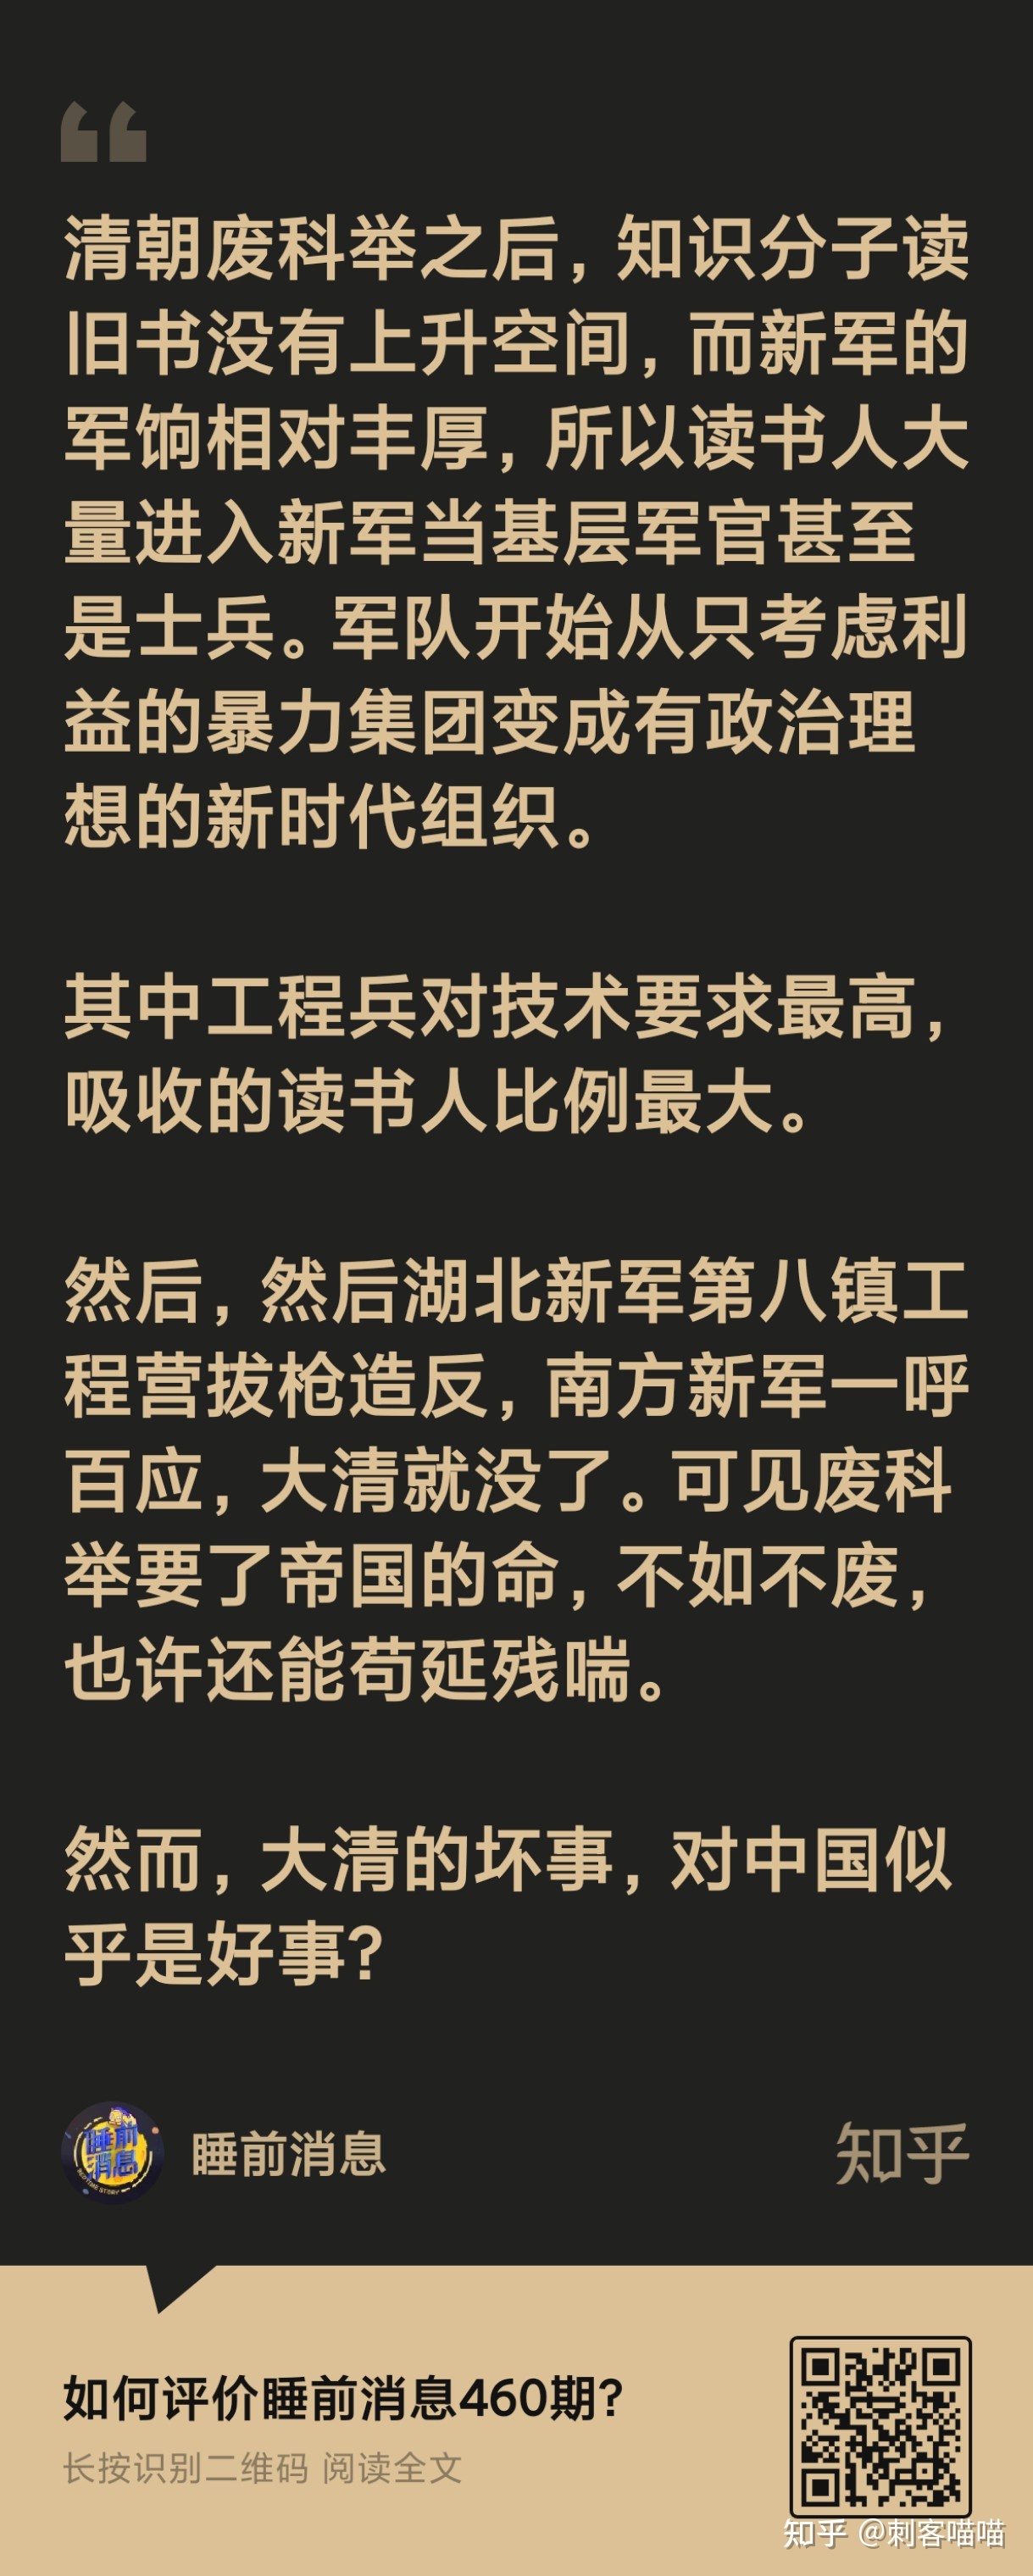 清朝废科举之后，知识分子读
旧书没有上升空间，而新军的
军饷相对丰厚，所以读书人大
量进入新军当基层军官甚至
是士兵。军队开始从只考虑利
益的暴力集团变成有政治理
想的新时代组织。
其中工程兵对技术要求最高，
吸收的读书人比例最大。
然后，然后湖北新军第八镇工
程营拔枪造反，南方新军一呼
百应，大清就没了。可见废科
举要了帝国的命，不如不废，
也许还能苟延残喘。
然而，大清的坏事，对中国似
乎是好事？
睡前消息
睡前消息
知乎
如何评价睡前消息460期？
长按识别二维码 阅读全文
知乎 @刺客喵喵